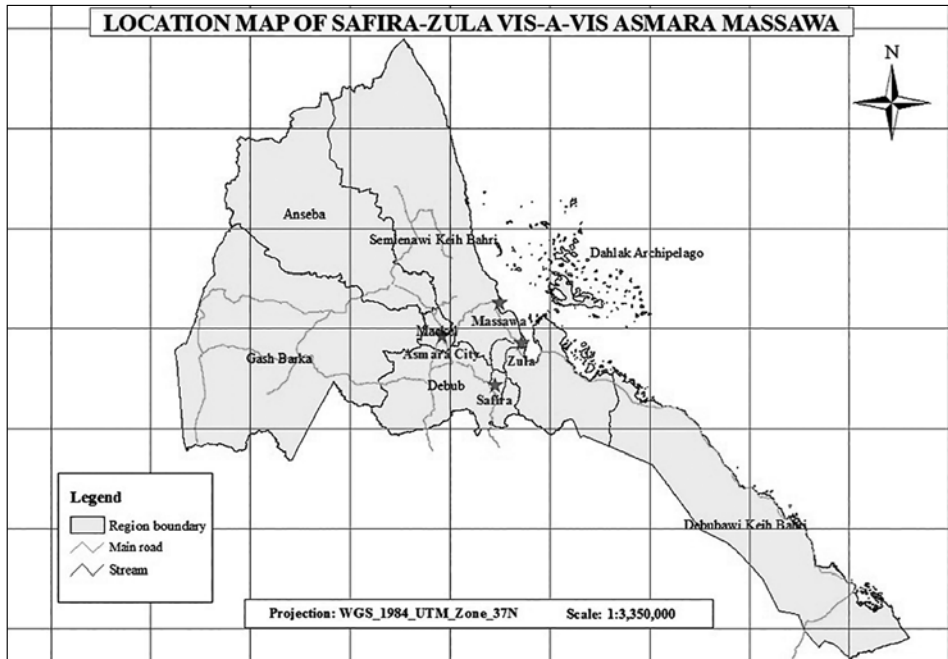 LOCATION MAP OF SAFIRA-ZULA VIS-A-VIS ASMARA MASSAWA
N
Anseba
Semienawi Keih Bahri
Dahlak Archipelago
Massawa
Maekel
Asmara City
Zula
Gash Barka
Debub
Safira
Debubawi Keih Bahri
Legend
Region boundary
Main road
Stream
Projection: WGS_1984_UTM_Zone_37N Scale: 1:3,350,000